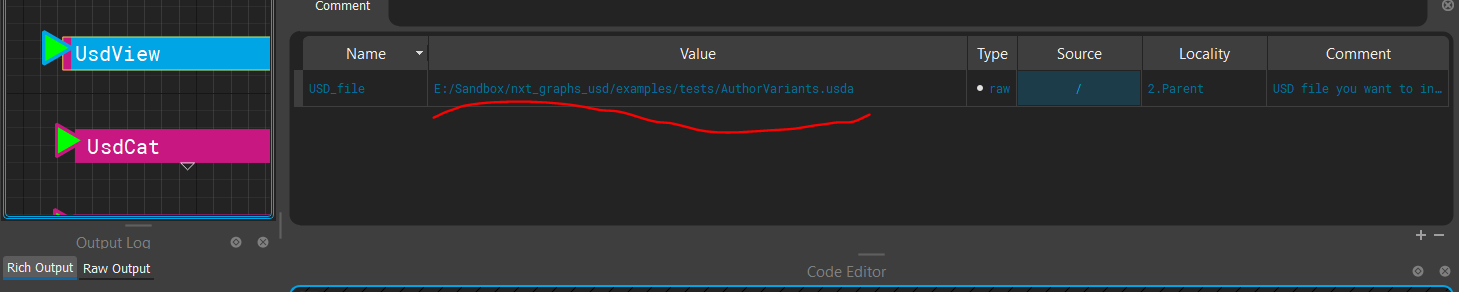 Comment
UsdView
UsdCat
Name Value Type Source Locality Comment
USD_file E:/Sandbox/nxt_graphs_usd/examples/tests/AuthorVariants.usda raw / 2.Parent USD file you want to in…
Output Log
Rich Output Raw Output
Code Editor